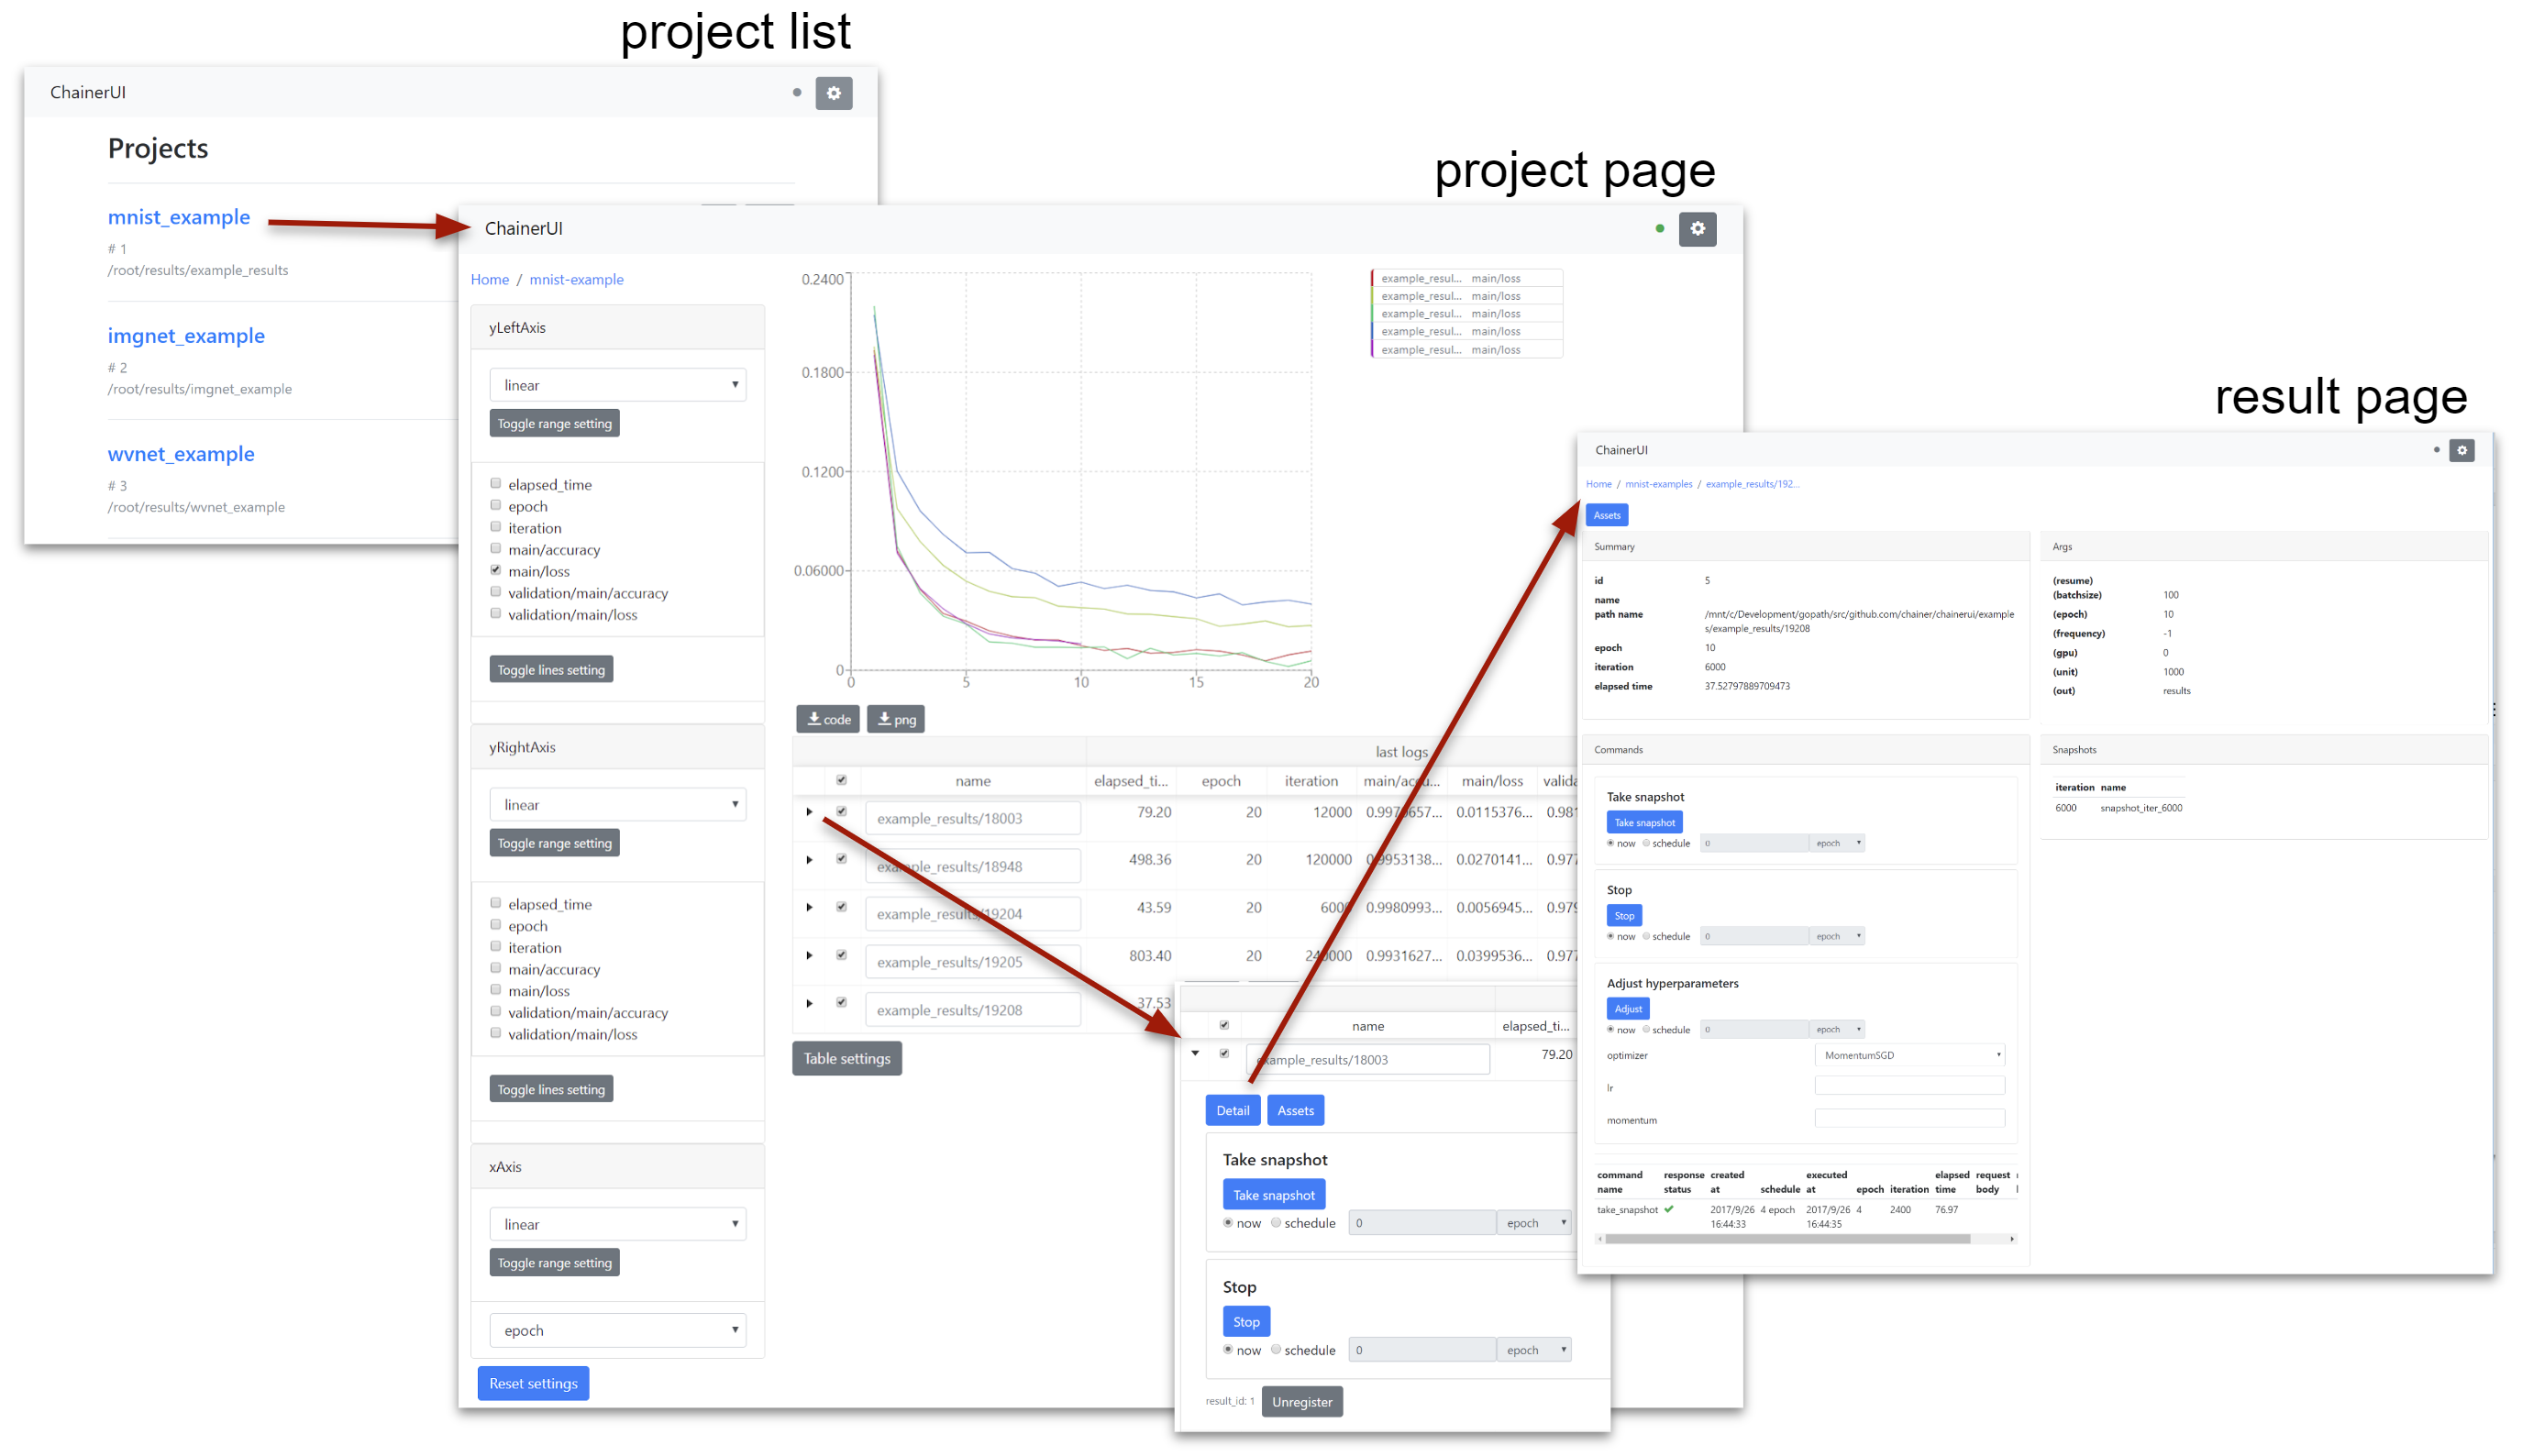 project list
ChainerUI
Projects
mnist_example
# 1
/root/results/example_results
imgnet_example
# 2
/root/results/imgnet_example
wvnet_example
# 3
/root/results/wvnet_example
project page
ChainerUI
Home / mnist-example
yLeftAxis
linear
Toggle range setting
elapsed_time
epoch
iteration
main/accuracy
main/loss
validation/main/accuracy
validation/main/loss
Toggle lines setting
yRightAxis
linear
Toggle range setting
elapsed_time
epoch
iteration
main/accuracy
main/loss
validation/main/accuracy
validation/main/loss
Toggle lines setting
xAxis
linear
Toggle range setting
epoch
Reset settings
0.2400
0.1800
0.1200
0.06000
0
0 5 10 15 20
example_resul... main/loss
example_resul... main/loss
example_resul... main/loss
example_resul... main/loss
example_resul... main/loss
code png
last logs
name elapsed_ti... epoch iteration main/accu... main/loss valida
example_results/18003 79.20 20 12000 0.0115376... 0.981
example_results/18948 498.36 20 120000 0.9953138... 0.0270141... 0.977
example_results/19204 43.59 20 6000 0.9980993... 0.0056945... 0.979
example_results/19205 803.40 20 240000 0.9931627... 0.0399536... 0.977
example_results/19208 37.53
Table settings
name elapsed_ti...
example_results/18003 79.20
Detail Assets
Take snapshot
Take snapshot
now schedule 0 epoch
Stop
Stop
now schedule 0 epoch
result_id: 1 Unregister
result page
ChainerUI
Home / mnist-examples / example_results/192...
Assets
Summary
id 5
name
path name /mnt/c/Development/gopath/src/github.com/chainer/chainerui/example
s/example_results/19208
epoch 10
iteration 6000
elapsed time 37.52797889709473
Args
(resume)
(batchsize) 100
(epoch) 10
(frequency) -1
(gpu) 0
(unit) 1000
(out) results
Commands
Take snapshot
Take snapshot
now schedule 0 epoch
Stop
Stop
now schedule 0 epoch
Adjust hyperparameters
Adjust
now schedule 0 epoch
optimizer MomentumSGD
lr
momentum
command name response status created at schedule executed at epoch iteration elapsed time request body
take_snapshot 2017/9/26 16:44:33 4 epoch 2017/9/26 16:44:35 4 2400 76.97
Snapshots
iteration name
6000 snapshot_iter_6000